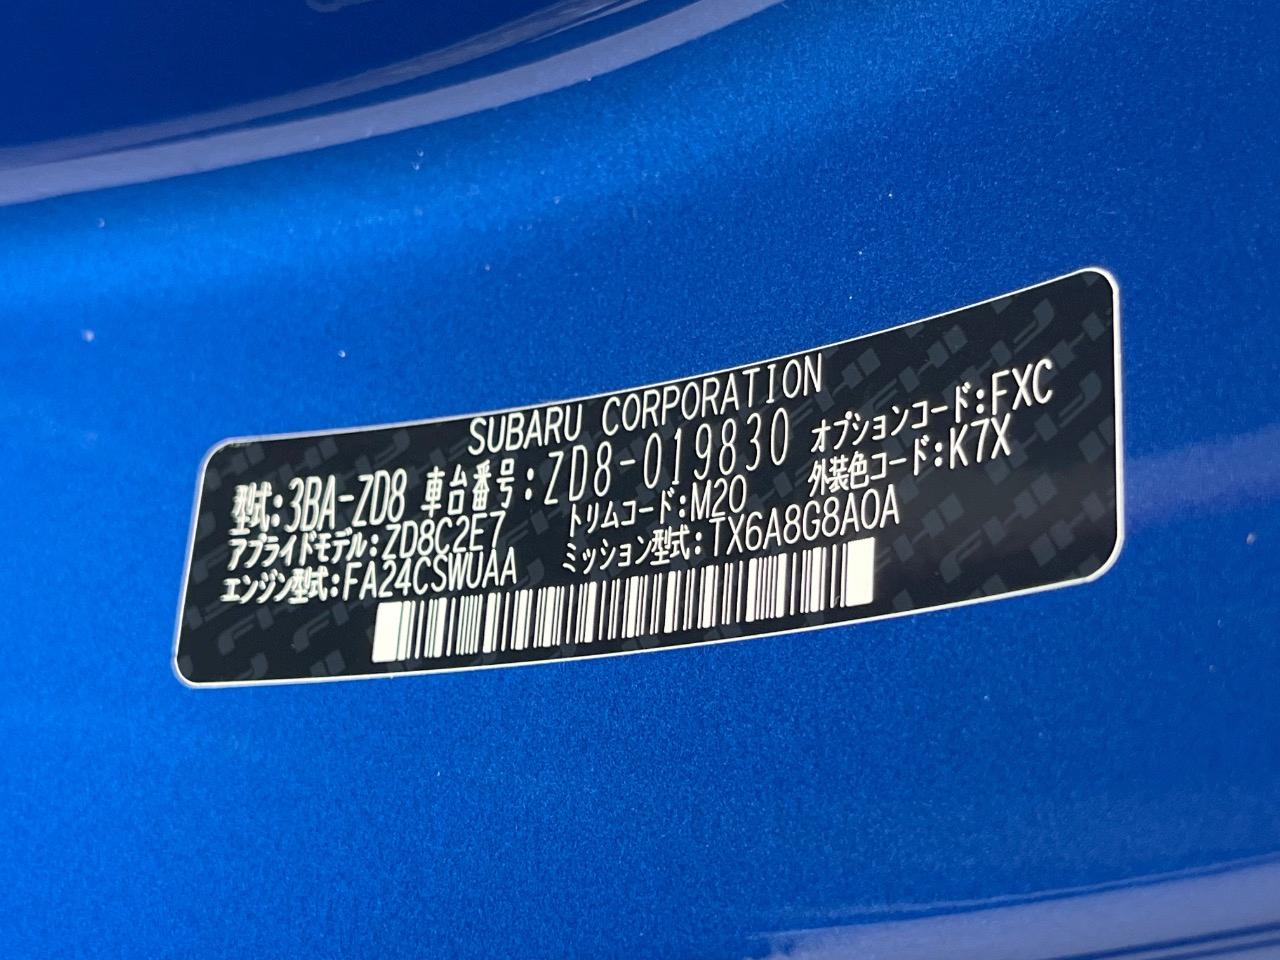 SUBARU CORPORATION
型式:3BA-ZD8 車台番号:ZD8-019830 オプションコード:FXC
アプライドモデル:ZD8C2E7 トリムコード:M20 外装色コード:K7X
エンジン型式:FA24CSWUAA ミッション型式:TX6A8G8A0A